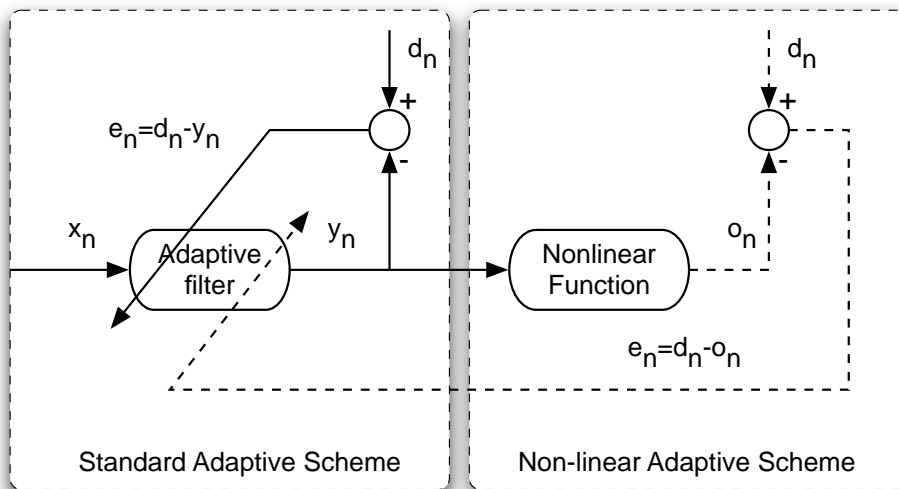 d_n
d_n
+
+
e_n=d_n-y_n
-
-
x_n
y_n
o_n
Adaptive
filter
Nonlinear
Function
e_n=d_n-o_n
Standard Adaptive Scheme
Non-linear Adaptive Scheme